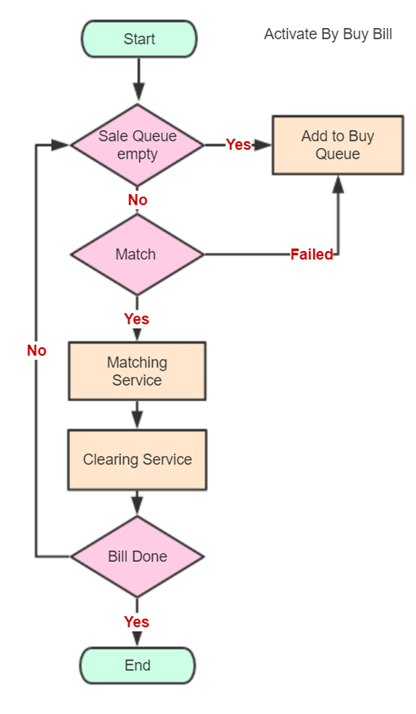 Start
Activate By Buy Bill
Sale Queue
empty
Yes
Add to Buy
Queue
No
Match
Failed
Yes
Matching
Service
No
Clearing Service
Bill Done
Yes
End